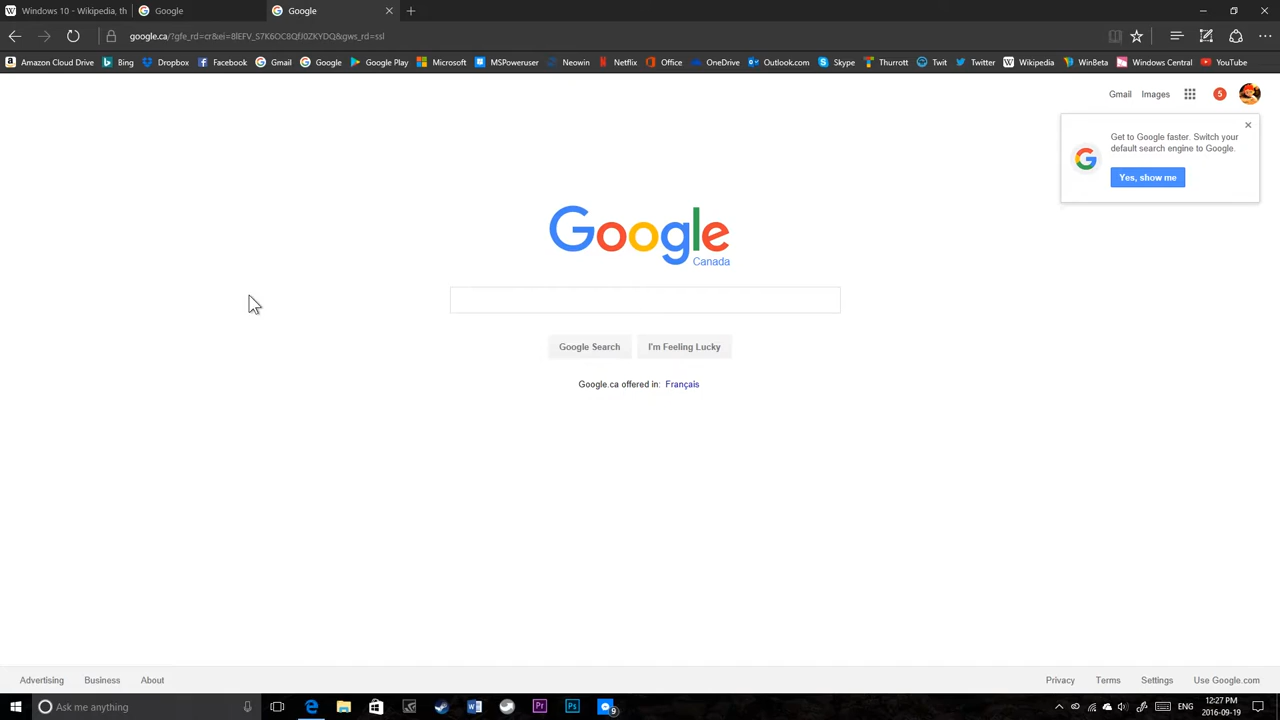 Windows 10 - Wikipedia, th
Google
Google
google.ca/?gfe_rd=cr&ei=8lEFV_S7K6OC8QfJ0ZKYDQ&gws_rd=ssl
Amazon Cloud Drive
Bing
Dropbox
Facebook
Gmail
Google
Google Play
Microsoft
MSPoweruser
Neowin
Netflix
Office
OneDrive
Outlook.com
Skype
Thurrott
Twit
Twitter
Wikipedia
WinBeta
Windows Central
YouTube
Gmail
Images
5
Get to Google faster. Switch your
default search engine to Google.
Yes, show me
Google
Canada
Google Search
I'm Feeling Lucky
Google.ca offered in: Français
Advertising
Business
About
Privacy
Terms
Settings
Use Google.com
Ask me anything
Pr
Ps
9
ENG
12:27 PM
2016-09-19